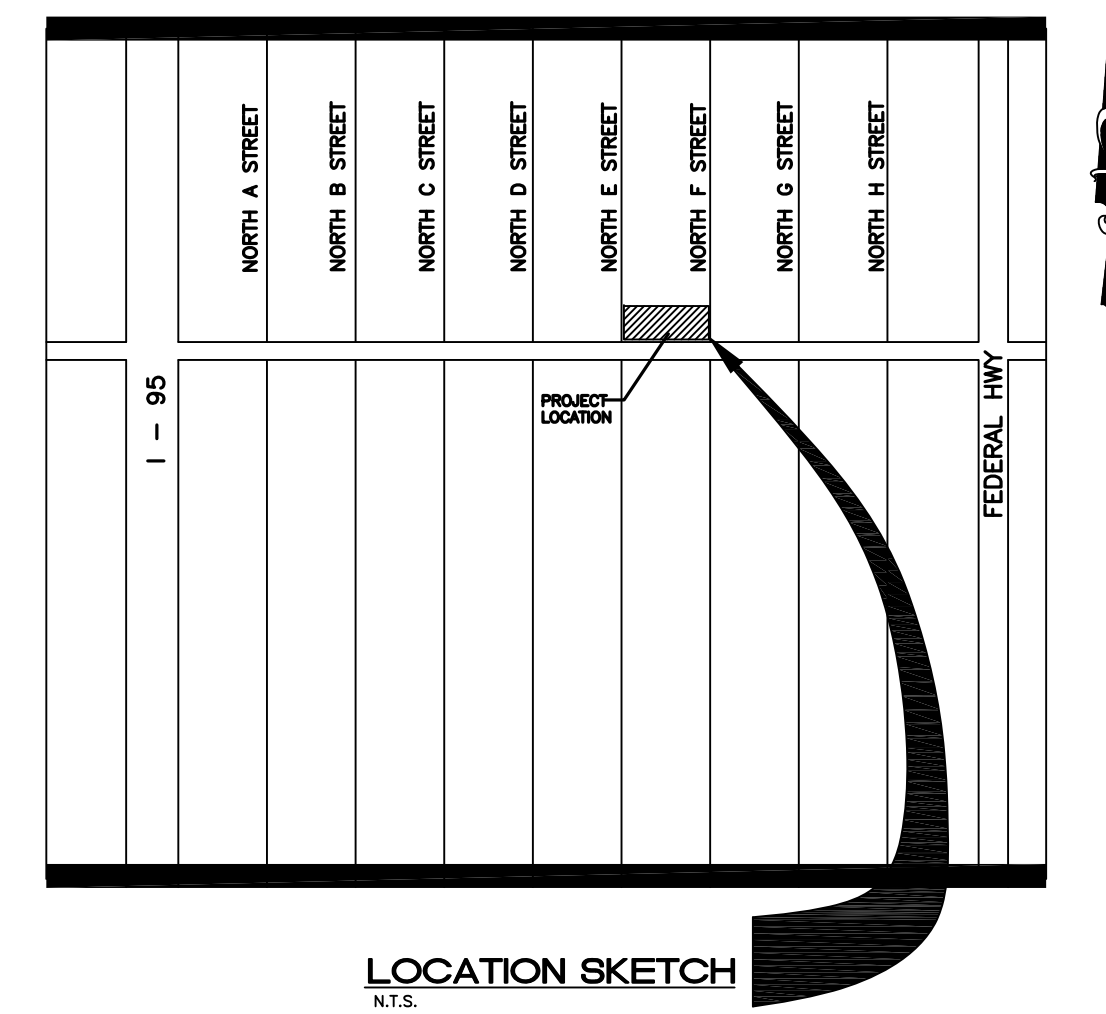 NORTH A STREET
NORTH B STREET
NORTH C STREET
NORTH D STREET
NORTH E STREET
NORTH F STREET
NORTH G STREET
NORTH H STREET
I - 95
PROJECT
LOCATION
FEDERAL HWY
LOCATION SKETCH
N.T.S.